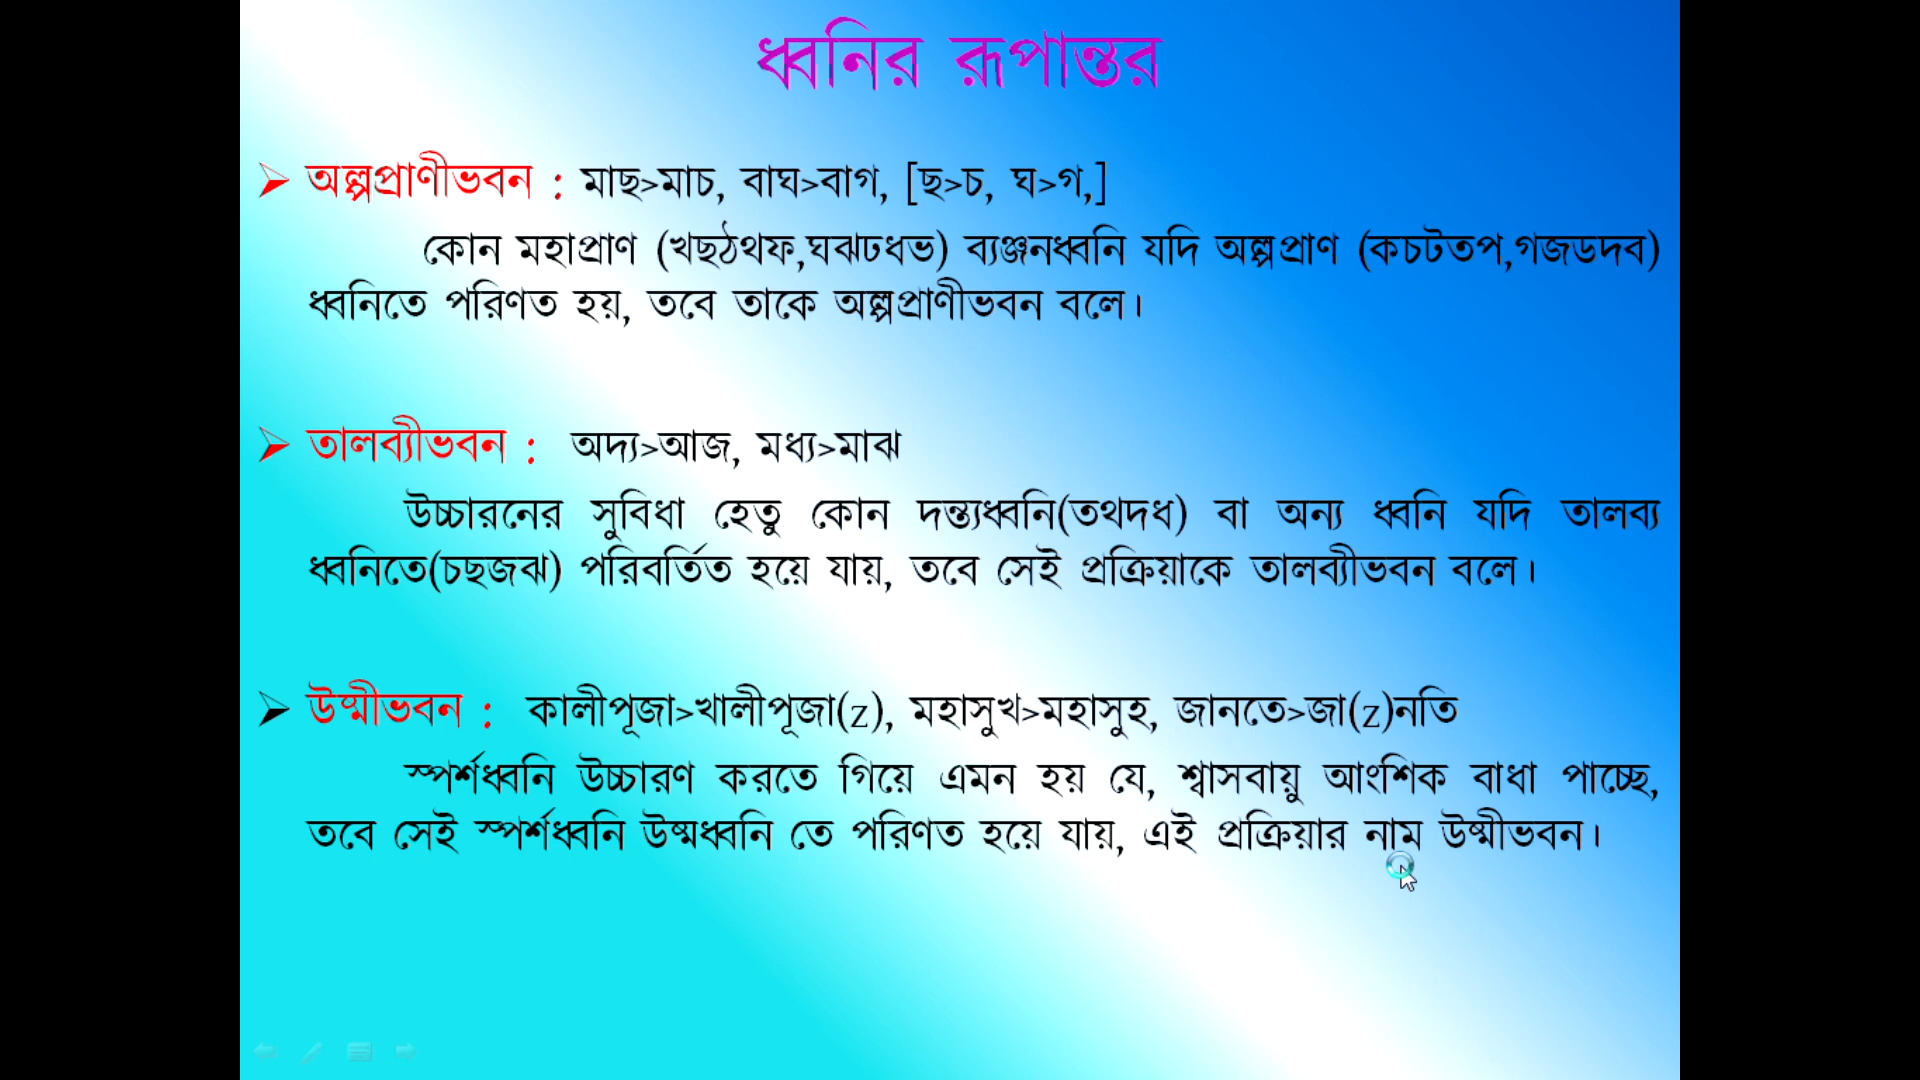 ধ্বনির রূপান্তর
অল্পপ্রাণীভবন : মাছ>মাচ, বাঘ>বাগ, [ছ>চ, ঘ>গ,]
কোন মহাপ্রাণ (খছঠথফ,ঘঝঢধভ) ব্যঞ্জনধ্বনি যদি অল্পপ্রাণ (কচটতপ,গজডদব)
ধ্বনিতে পরিণত হয়, তবে তাকে অল্পপ্রাণীভবন বলে।
তালব্যীভবন : অদ্য>আজ, মধ্য>মাঝ
উচ্চারনের সুবিধা হেতু কোন দন্ত্যধ্বনি(তথদধ) বা অন্য ধ্বনি যদি তালব্য
ধ্বনিতে(চছজঝ) পরিবর্তিত হয়ে যায়, তবে সেই প্রক্রিয়াকে তালব্যীভবন বলে।
উষ্মীভবন : কালীপূজা>খালীপূজা(z), মহাসুখ>মহাসুহ, জানতে>জা(z)নতি
স্পর্শধ্বনি উচ্চারণ করতে গিয়ে এমন হয় যে, শ্বাসবায়ু আংশিক বাধা পাচ্ছে,
তবে সেই স্পর্শধ্বনি উষ্মধ্বনি তে পরিণত হয়ে যায়, এই প্রক্রিয়ার নাম উষ্মীভবন।